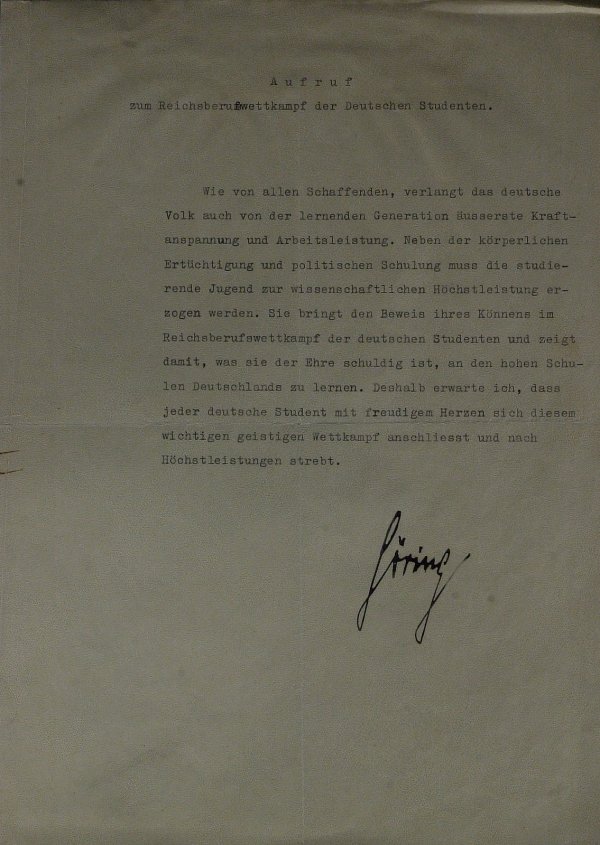 Aufruf
zum Reichsberufswettkampf der Deutschen Studenten.
Wie von allen Schaffenden, verlangt das deutsche
Volk auch von der lernenden Generation äusserste Kraft-
anspannung und Arbeitsleistung. Neben der körperlichen
Ertüchtigung und politischen Schulung muss die studie-
rende Jugend zur wissenschaftlichen Höchstleistung er-
zogen werden. Sie bringt den Beweis ihres Könnens im
Reichsberufswettkampf der deutschen Studenten und zeigt
damit, was sie der Ehre schuldig ist, an den hohen Schu-
len Deutschlands zu lernen. Deshalb erwarte ich, dass
jeder deutsche Student mit freudigem Herzen sich diesem
wichtigen geistigen Wettkampf anschliesst und nach
Höchstleistungen strebt.
Göring